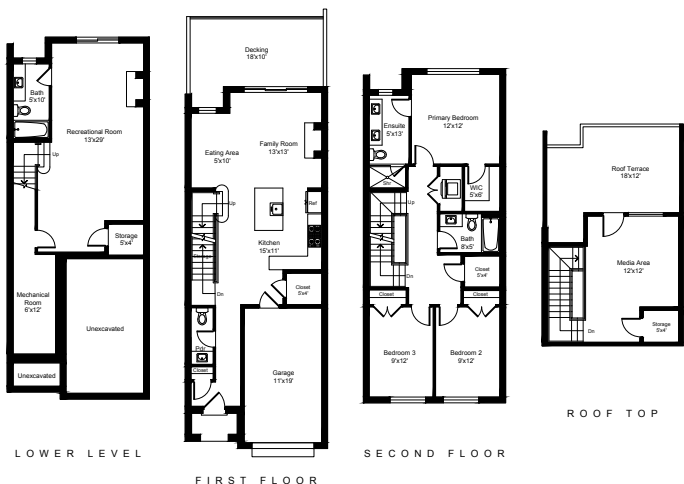 Bath
5'x10'
Recreational Room
13'x29'
Up
Storage
5'x4'
Mechanical
Room
6'x12'
Unexcavated
Unexcavated
LOWER LEVEL
Decking
18'x10'
Eating Area
5'x10'
Family Room
13'x13'
Up
Ref
Storage
Kitchen
15'x11'
Dn
Closet
5'x4'
Pdr
Closet
Garage
11'x19'
FIRST FLOOR
Ensuite
5'x13'
Primary Bedroom
12'x12'
Shr
WIC
5'x6'
Up
Bath
8'x5'
Dn
Closet
5'x4'
Closet
Closet
Bedroom 3
9'x12'
Bedroom 2
9'x12'
SECOND FLOOR
Roof Terrace
18'x12'
Media Area
12'x12'
Dn
Storage
5'x4'
ROOF TOP